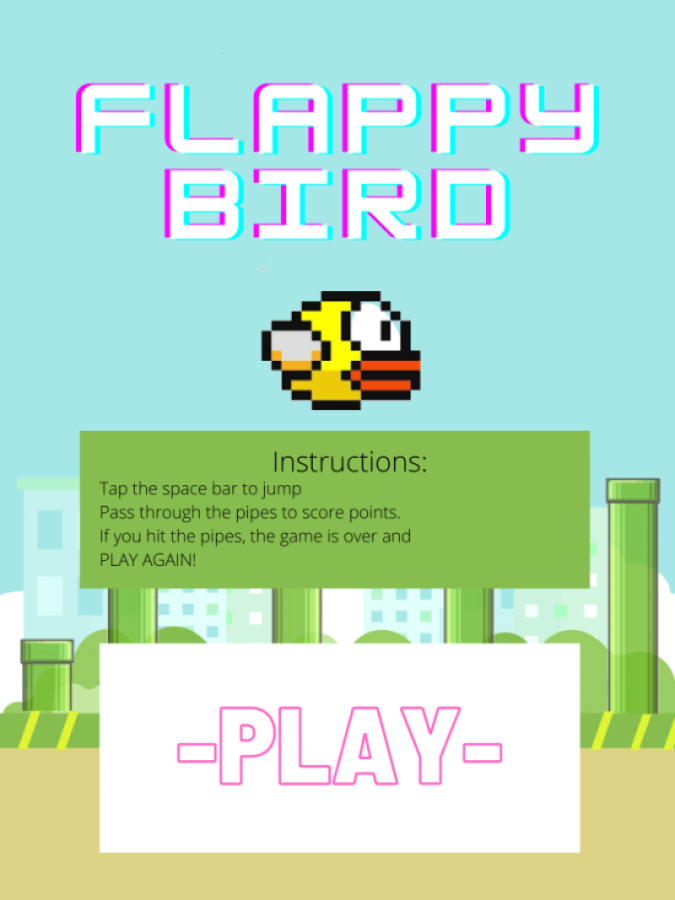 FLAPPY
BIRD
Instructions:
Tap the space bar to jump
Pass through the pipes to score points.
If you hit the pipes, the game is over and
PLAY AGAIN!
-PLAY-